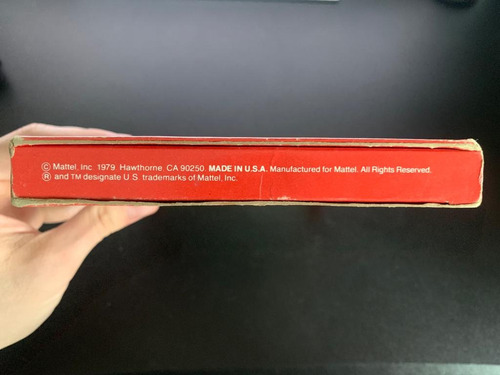 © Mattel, Inc. 1979 Hawthorne, CA 90250. MADE IN U.S.A. Manufactured for Mattel. All Rights Reserved.
® and TM designate U.S. trademarks of Mattel, Inc.